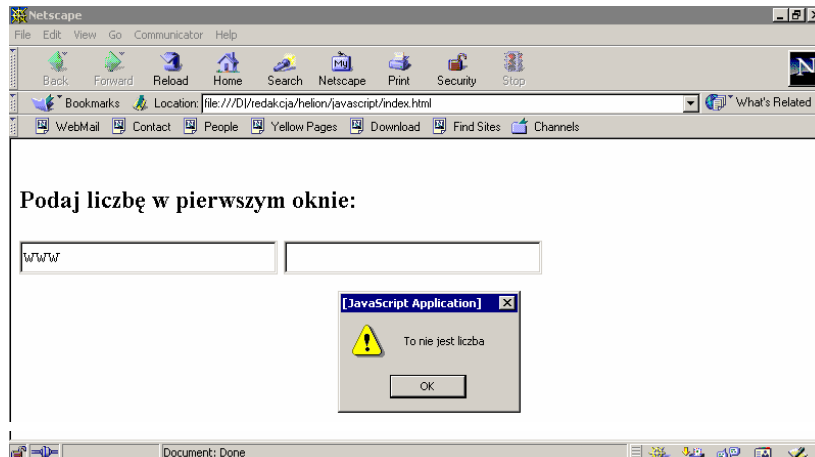 Netscape
File Edit View Go Communicator Help
Back Forward Reload Home Search Netscape Print Security Stop
Bookmarks Location: file:///D|/redakcja/helion/javascript/index.html What's Related
WebMail Contact People Yellow Pages Download Find Sites Channels
Podaj liczbę w pierwszym oknie:
www
[JavaScript Application]
To nie jest liczba
OK
Document: Done